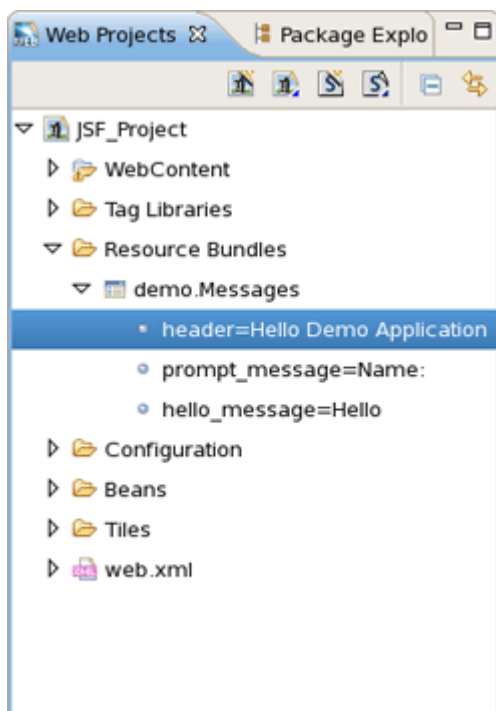 Web Projects Package Explo
JSF_Project
WebContent
Tag Libraries
Resource Bundles
demo.Messages
header=Hello Demo Application
prompt_message=Name:
hello_message=Hello
Configuration
Beans
Tiles
web.xml